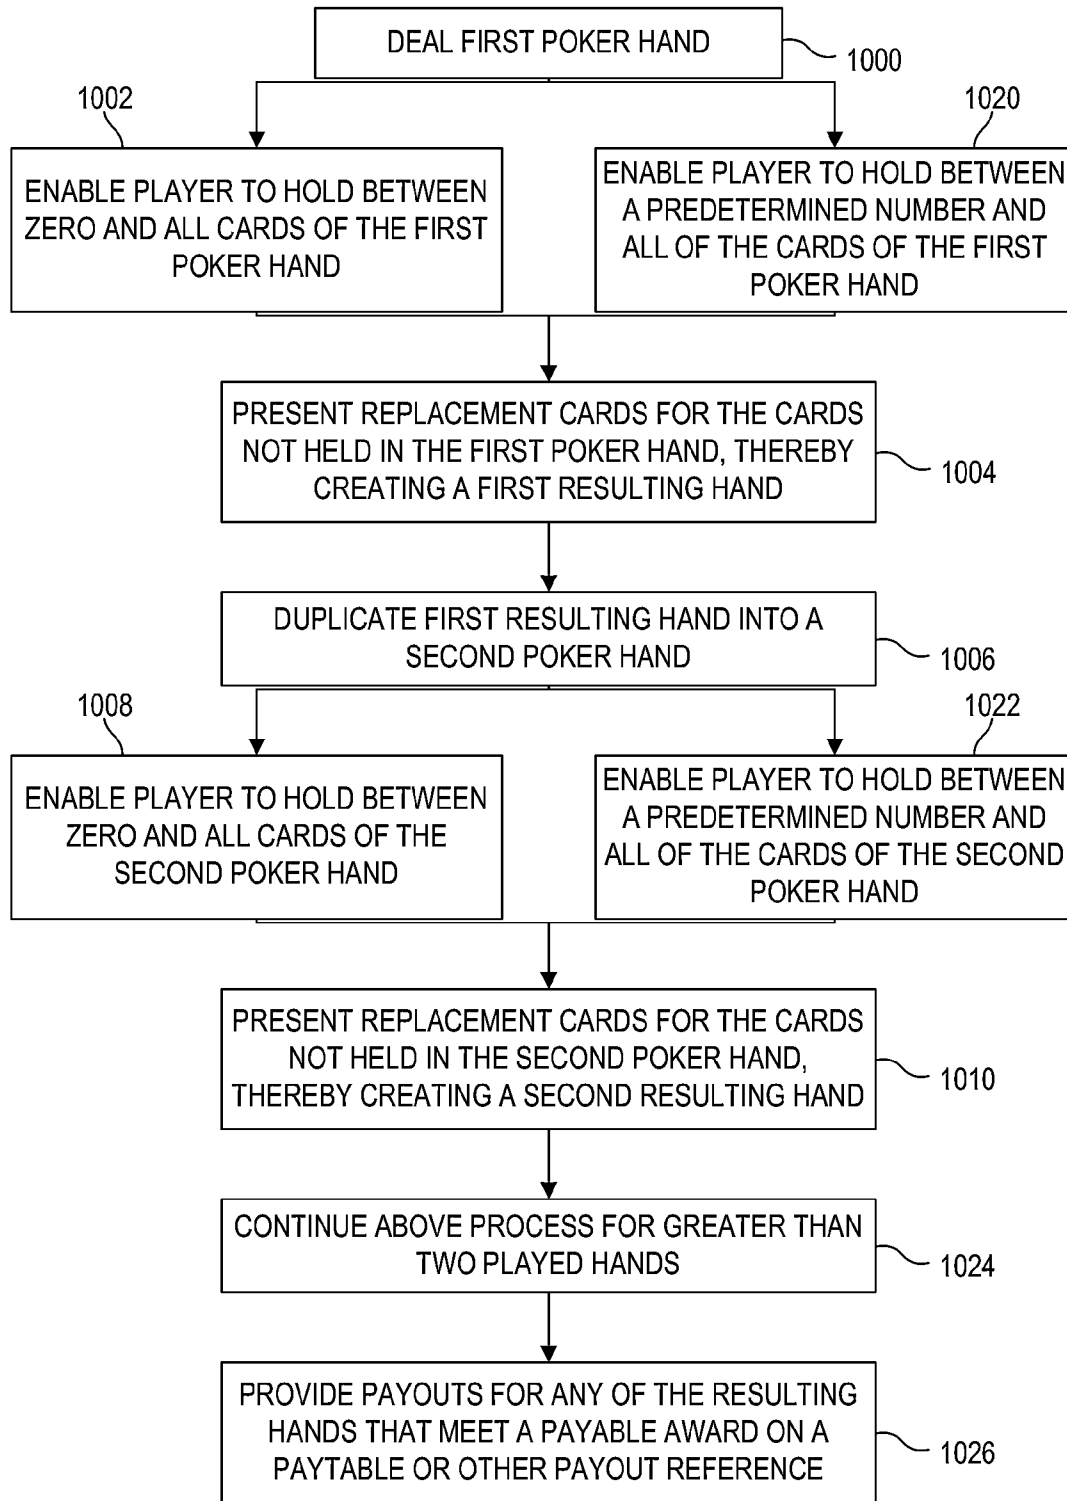 DEAL FIRST POKER HAND
1000
1002
1020
ENABLE PLAYER TO HOLD BETWEEN
ZERO AND ALL CARDS OF THE FIRST
POKER HAND
ENABLE PLAYER TO HOLD BETWEEN
A PREDETERMINED NUMBER AND
ALL OF THE CARDS OF THE FIRST
POKER HAND
PRESENT REPLACEMENT CARDS FOR THE CARDS
NOT HELD IN THE FIRST POKER HAND, THEREBY
CREATING A FIRST RESULTING HAND
1004
DUPLICATE FIRST RESULTING HAND INTO A
SECOND POKER HAND
1006
1008
1022
ENABLE PLAYER TO HOLD BETWEEN
ZERO AND ALL CARDS OF THE
SECOND POKER HAND
ENABLE PLAYER TO HOLD BETWEEN
A PREDETERMINED NUMBER AND
ALL OF THE CARDS OF THE SECOND
POKER HAND
PRESENT REPLACEMENT CARDS FOR THE CARDS
NOT HELD IN THE SECOND POKER HAND,
THEREBY CREATING A SECOND RESULTING HAND
1010
CONTINUE ABOVE PROCESS FOR GREATER THAN
TWO PLAYED HANDS
1024
PROVIDE PAYOUTS FOR ANY OF THE RESULTING
HANDS THAT MEET A PAYABLE AWARD ON A
PAYTABLE OR OTHER PAYOUT REFERENCE
1026